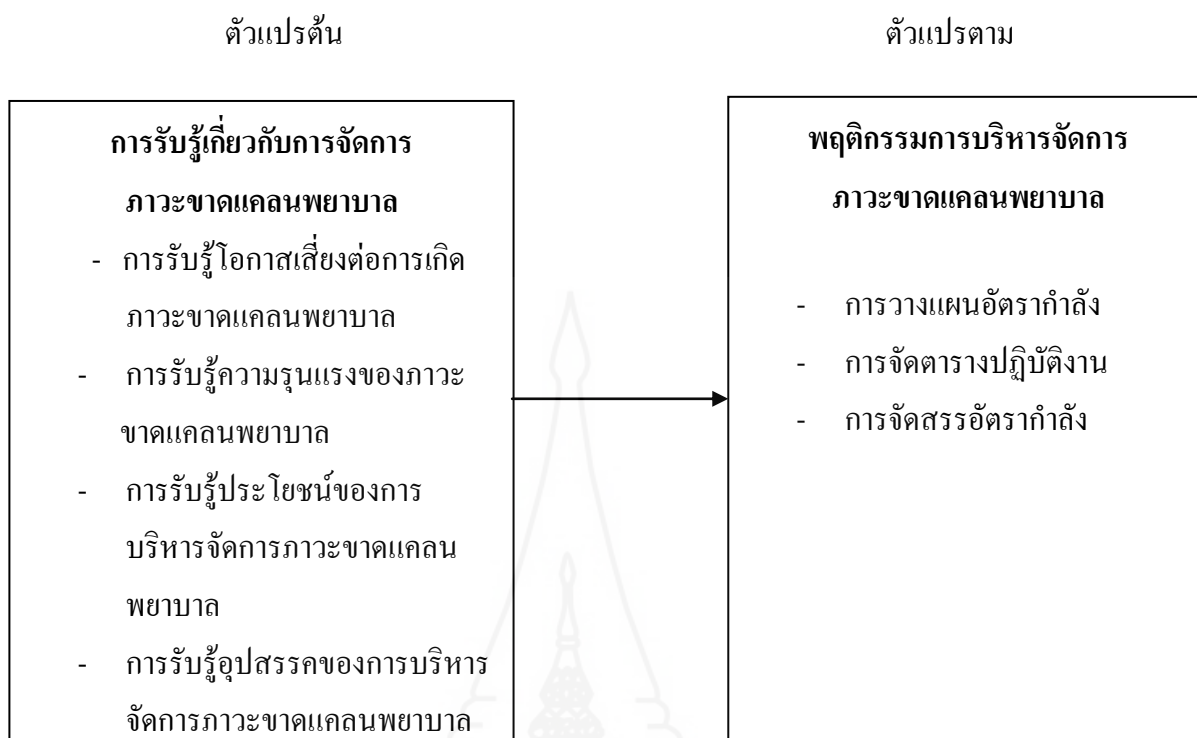 ตัวแปรต้น
ตัวแปรตาม
การรับรู้เกี่ยวกับการจัดการ
ภาวะขาดแคลนพยาบาล
- การรับรู้โอกาสเสี่ยงต่อการเกิด
ภาวะขาดแคลนพยาบาล
- การรับรู้ความรุนแรงของภาวะ
ขาดแคลนพยาบาล
- การรับรู้ประโยชน์ของการ
บริหารจัดการภาวะขาดแคลน
พยาบาล
- การรับรู้อุปสรรคของการบริหาร
จัดการภาวะขาดแคลนพยาบาล
พฤติกรรมการบริหารจัดการ
ภาวะขาดแคลนพยาบาล
- การวางแผนอัตรากำลัง
- การจัดตารางปฏิบัติงาน
- การจัดสรรอัตรากำลัง